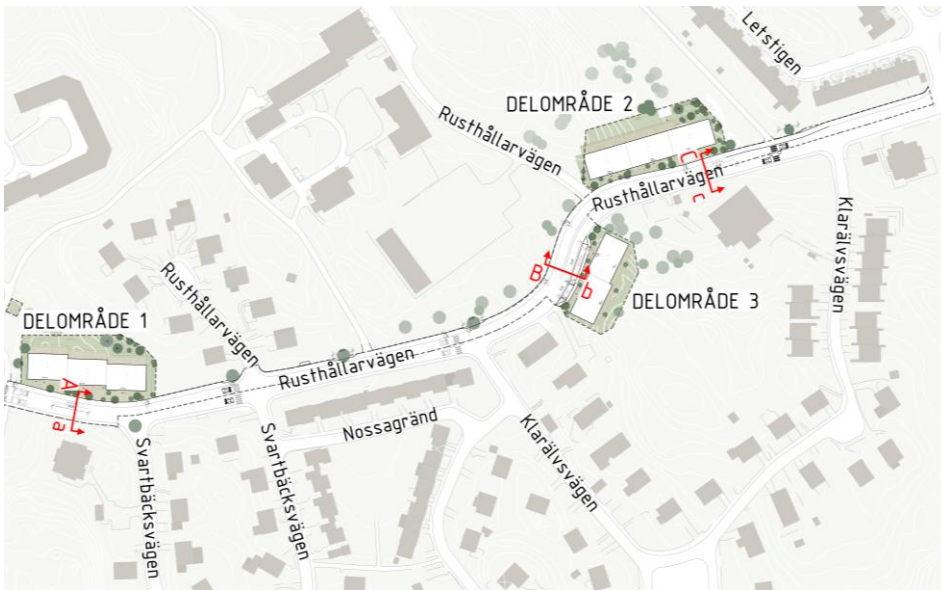 Letstigen
DELOMRÅDE 2
Rusthållarvägen
C
c
Rusthållarvägen
Klarälvsvägen
B
b
DELOMRÅDE 3
Rusthållarvägen
DELOMRÅDE 1
Rusthållarvägen
A
a
Nossagränd
Klarälvsvägen
Svartbäcksvägen
Svartbäcksvägen